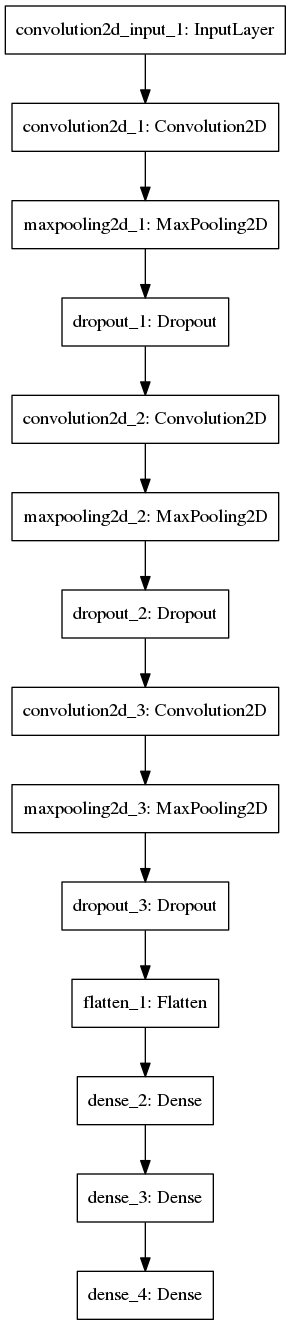 convolution2d_input_1: InputLayer
convolution2d_1: Convolution2D
maxpooling2d_1: MaxPooling2D
dropout_1: Dropout
convolution2d_2: Convolution2D
maxpooling2d_2: MaxPooling2D
dropout_2: Dropout
convolution2d_3: Convolution2D
maxpooling2d_3: MaxPooling2D
dropout_3: Dropout
flatten_1: Flatten
dense_2: Dense
dense_3: Dense
dense_4: Dense